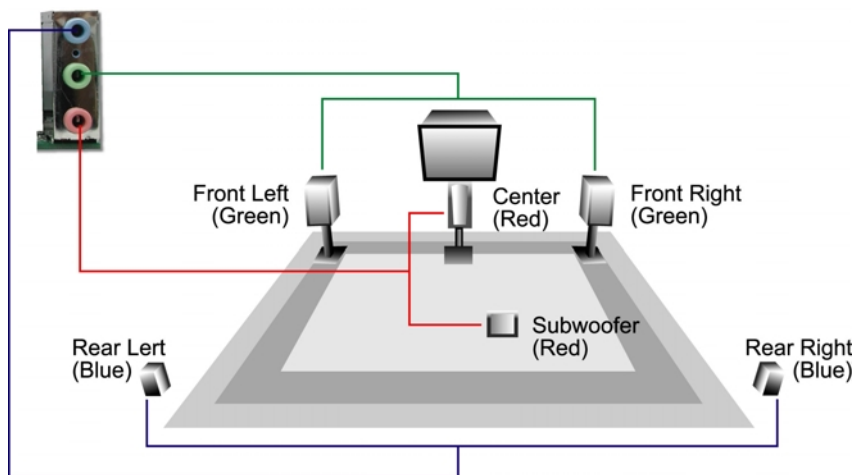 Front Left
(Green)
Center
(Red)
Front Right
(Green)
Subwoofer
(Red)
Rear Lert
(Blue)
Rear Right
(Blue)